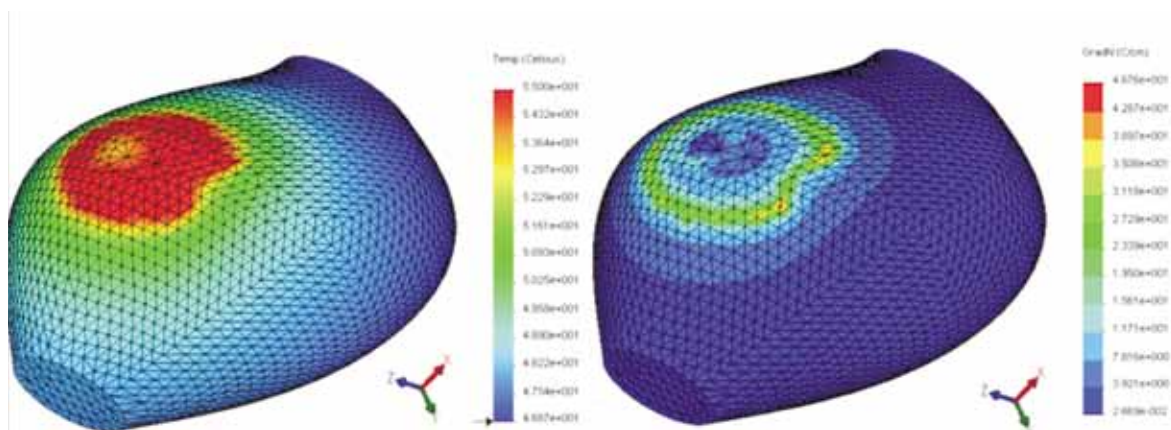 Temp (Celsius)
5.500e+001
5.432e+001
5.364e+001
5.297e+001
5.229e+001
5.161e+001
5.093e+001
5.025e+001
4.958e+001
4.890e+001
4.822e+001
4.754e+001
4.687e+001
Z
X
Y
GradN (C/cm)
4.676e+001
4.287e+001
3.897e+001
3.508e+001
3.118e+001
2.729e+001
2.339e+001
1.950e+001
1.561e+001
1.171e+001
7.816e+000
3.921e+000
2.669e-002
Z
X